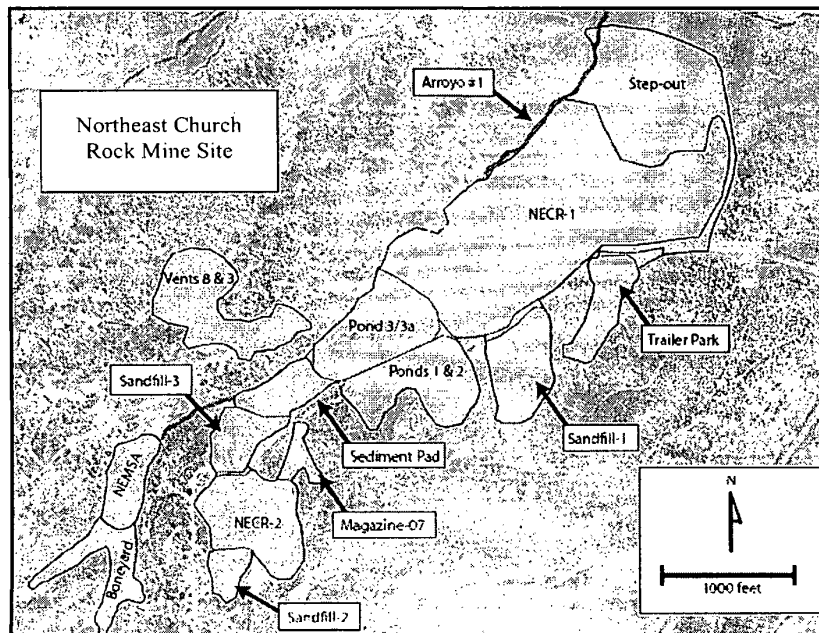 Northeast Church
Rock Mine Site
Arroyo #1
Step-out
NECR-1
Vents 8 & 3
Pond 3/3a
Trailer Park
Sandfill-3
Ponds 1 & 2
Sandfill-1
Sediment Pad
NEMSA
NECR-2
Magazine-07
Boneyard
Sandfill-2
N
1000 feet